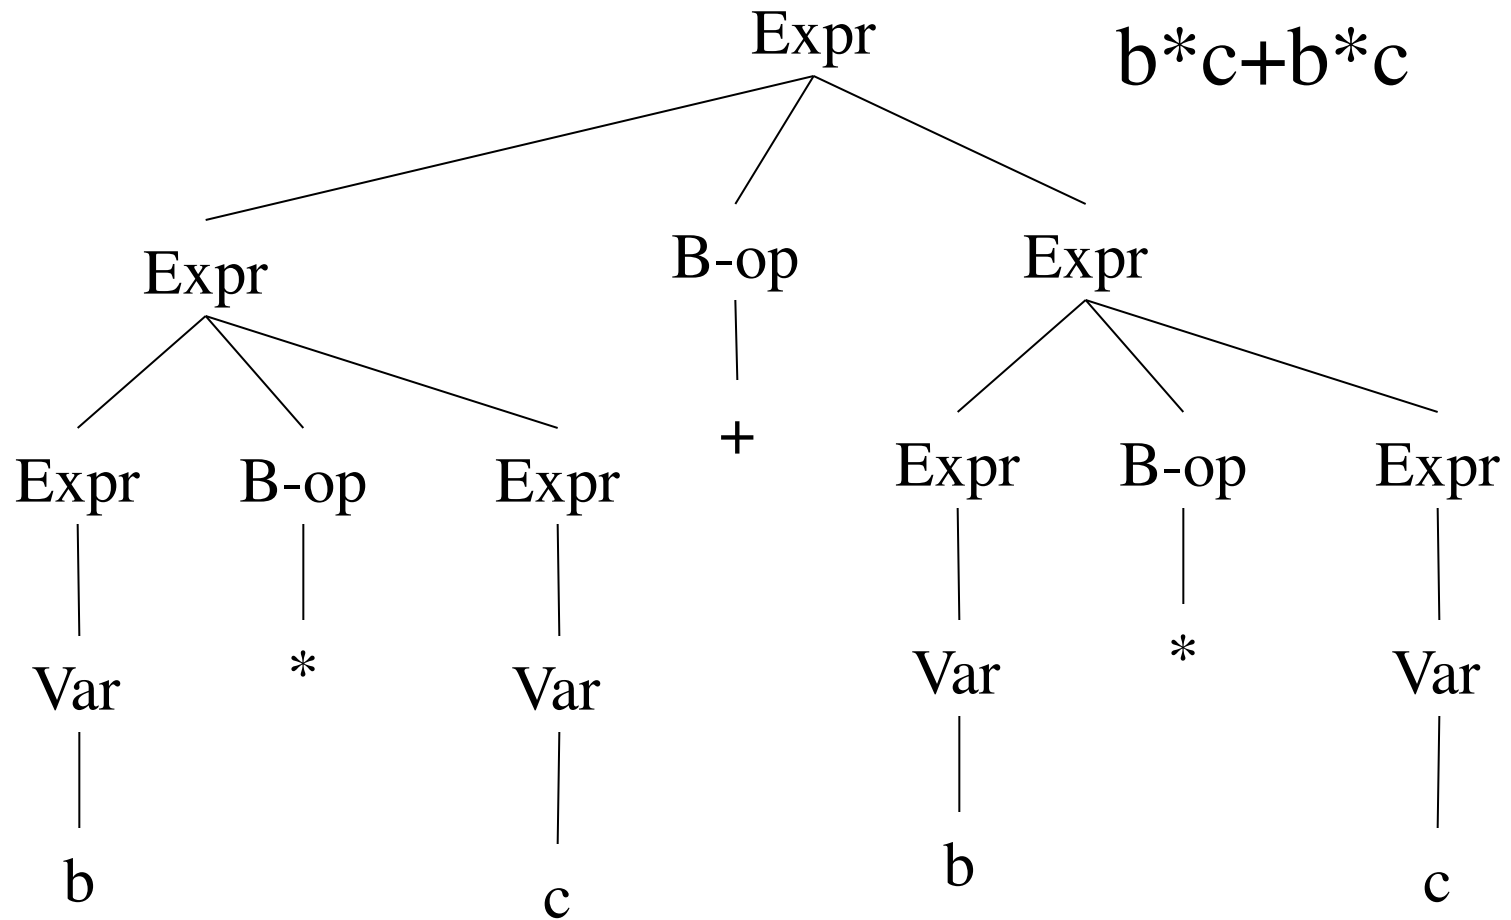 Expr b*c+b*c
Expr B-op Expr
+
Expr B-op Expr Expr B-op Expr
Var * Var Var * Var
b c b c